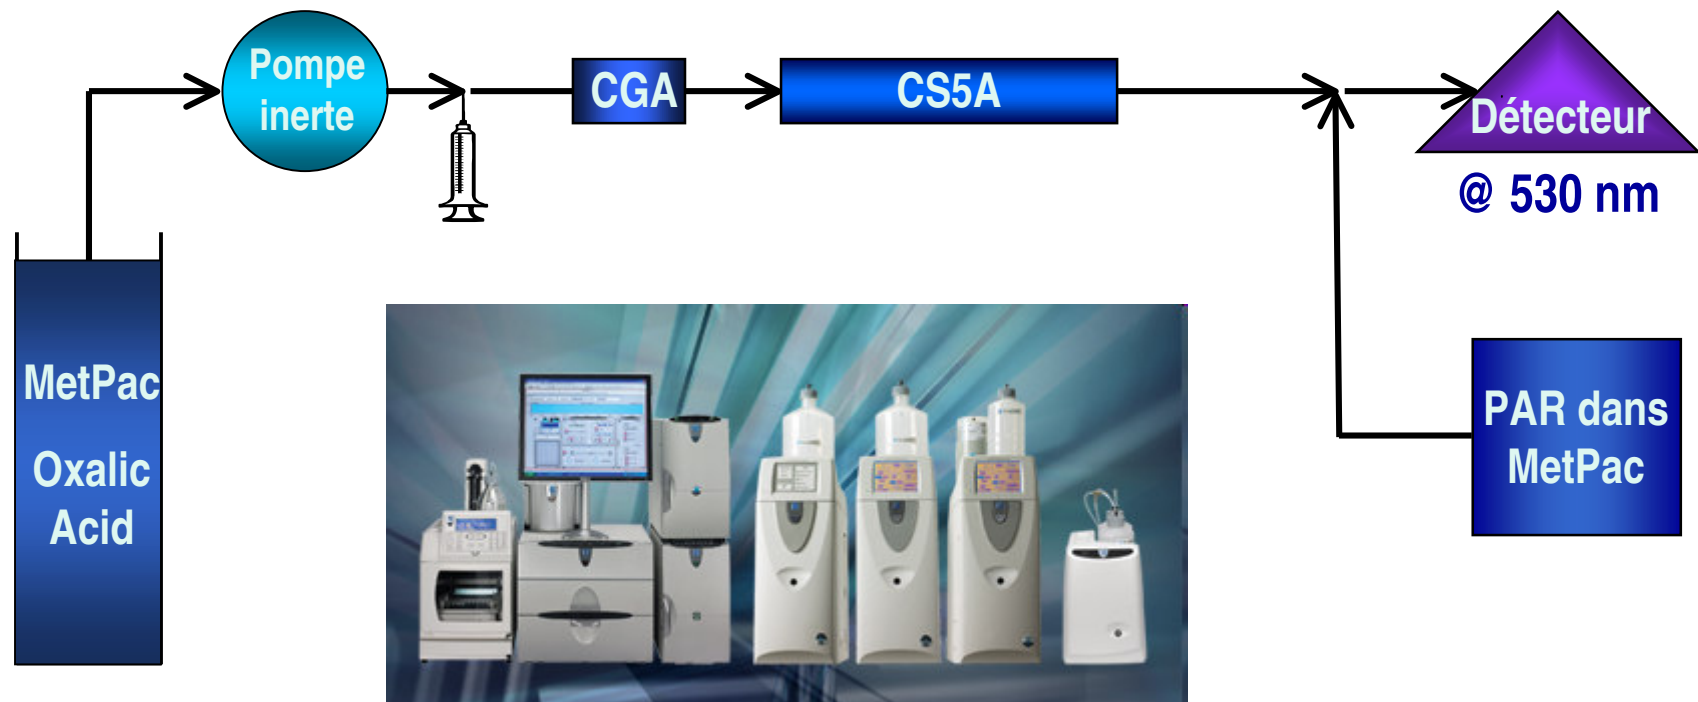 Pompe
inerte
CGA
CS5A
Détecteur
@ 530 nm
MetPac
Oxalic
Acid
PAR dans
MetPac